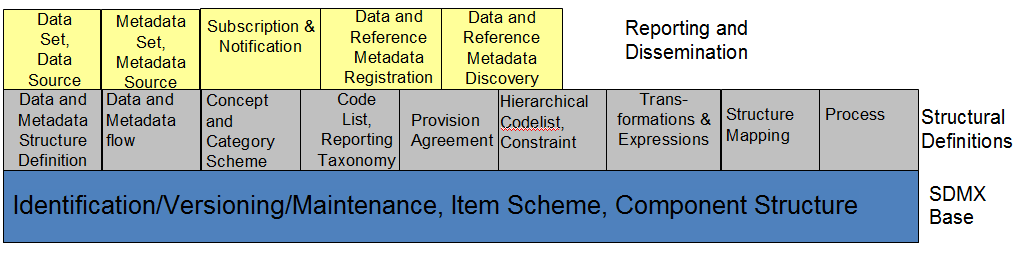 Data
Set,
Data
Source
Metadata
Set,
Metadata
Source
Subscription &
Notification
Data and
Reference
Metadata
Registration
Data and
Reference
Metadata
Discovery
Reporting and
Dissemination
Data and
Metadata
Structure
Definition
Data and
Metadata
flow
Concept
and
Category
Scheme
Code
List,
Reporting
Taxonomy
Provision
Agreement
Hierarchical
Codelist,
Constraint
Trans-
formations &
Expressions
Structure
Mapping
Process
Structural
Definitions
Identification/Versioning/Maintenance, Item Scheme, Component Structure
SDMX
Base